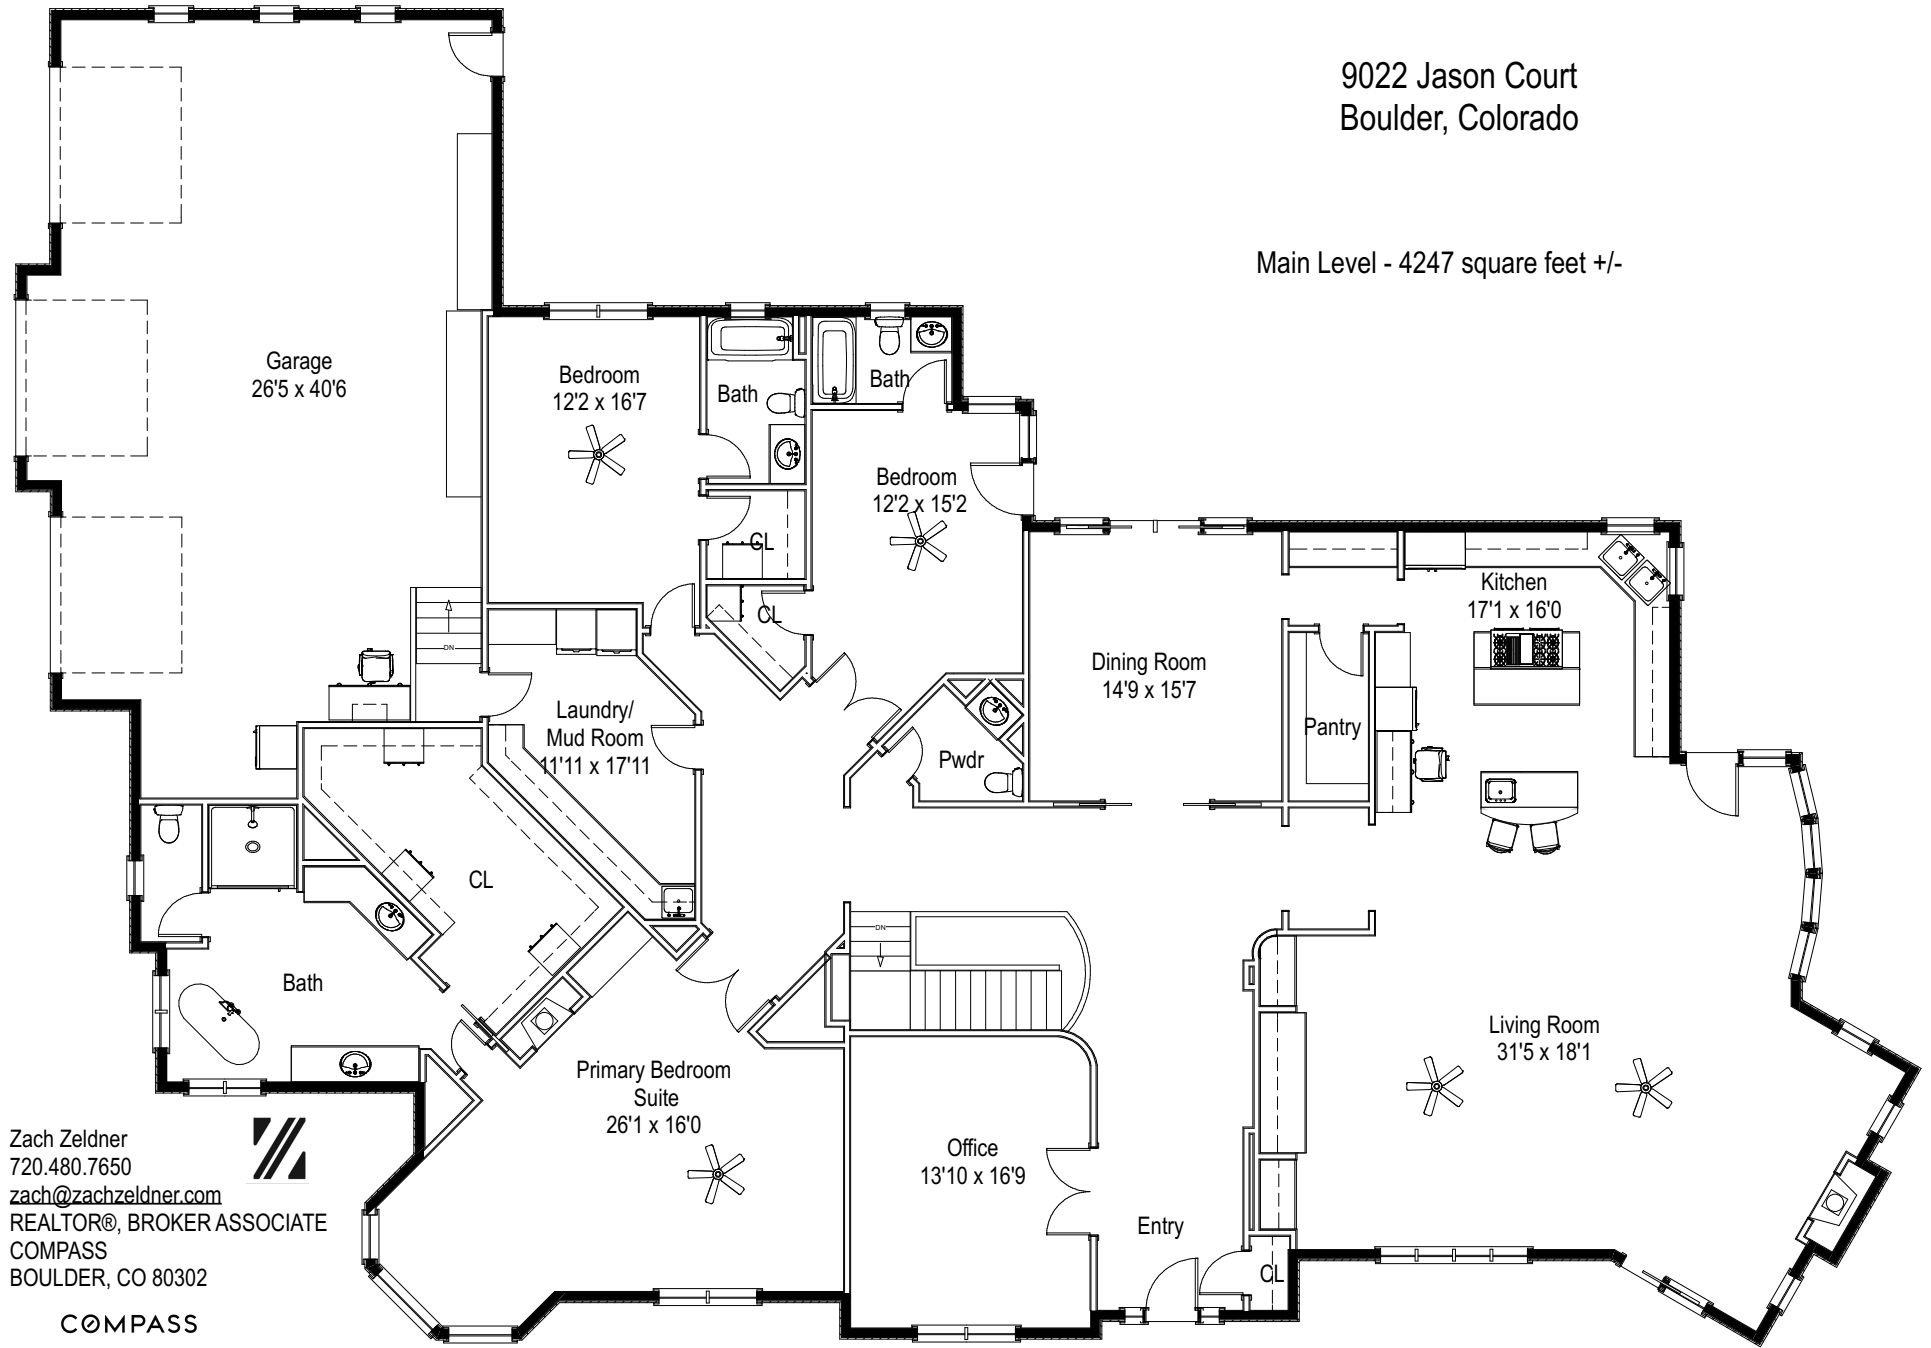 9022 Jason Court
Boulder, Colorado
Main Level - 4247 square feet +/-
Garage
26'5 x 40'6
Bedroom
12'2 x 16'7
Bath
Bath
Bedroom
12'2 x 15'2
CL
CL
Kitchen
17'1 x 16'0
DN
Dining Room
14'9 x 15'7
Laundry/
Mud Room
11'11 x 17'11
Pantry
Pwdr
CL
DN
Bath
Living Room
31'5 x 18'1
Primary Bedroom
Suite
26'1 x 16'0
Office
13'10 x 16'9
Entry
CL
Zach Zeldner
720.480.7650
zach@zachzeldner.com
REALTOR®, BROKER ASSOCIATE
COMPASS
BOULDER, CO 80302
COMPASS